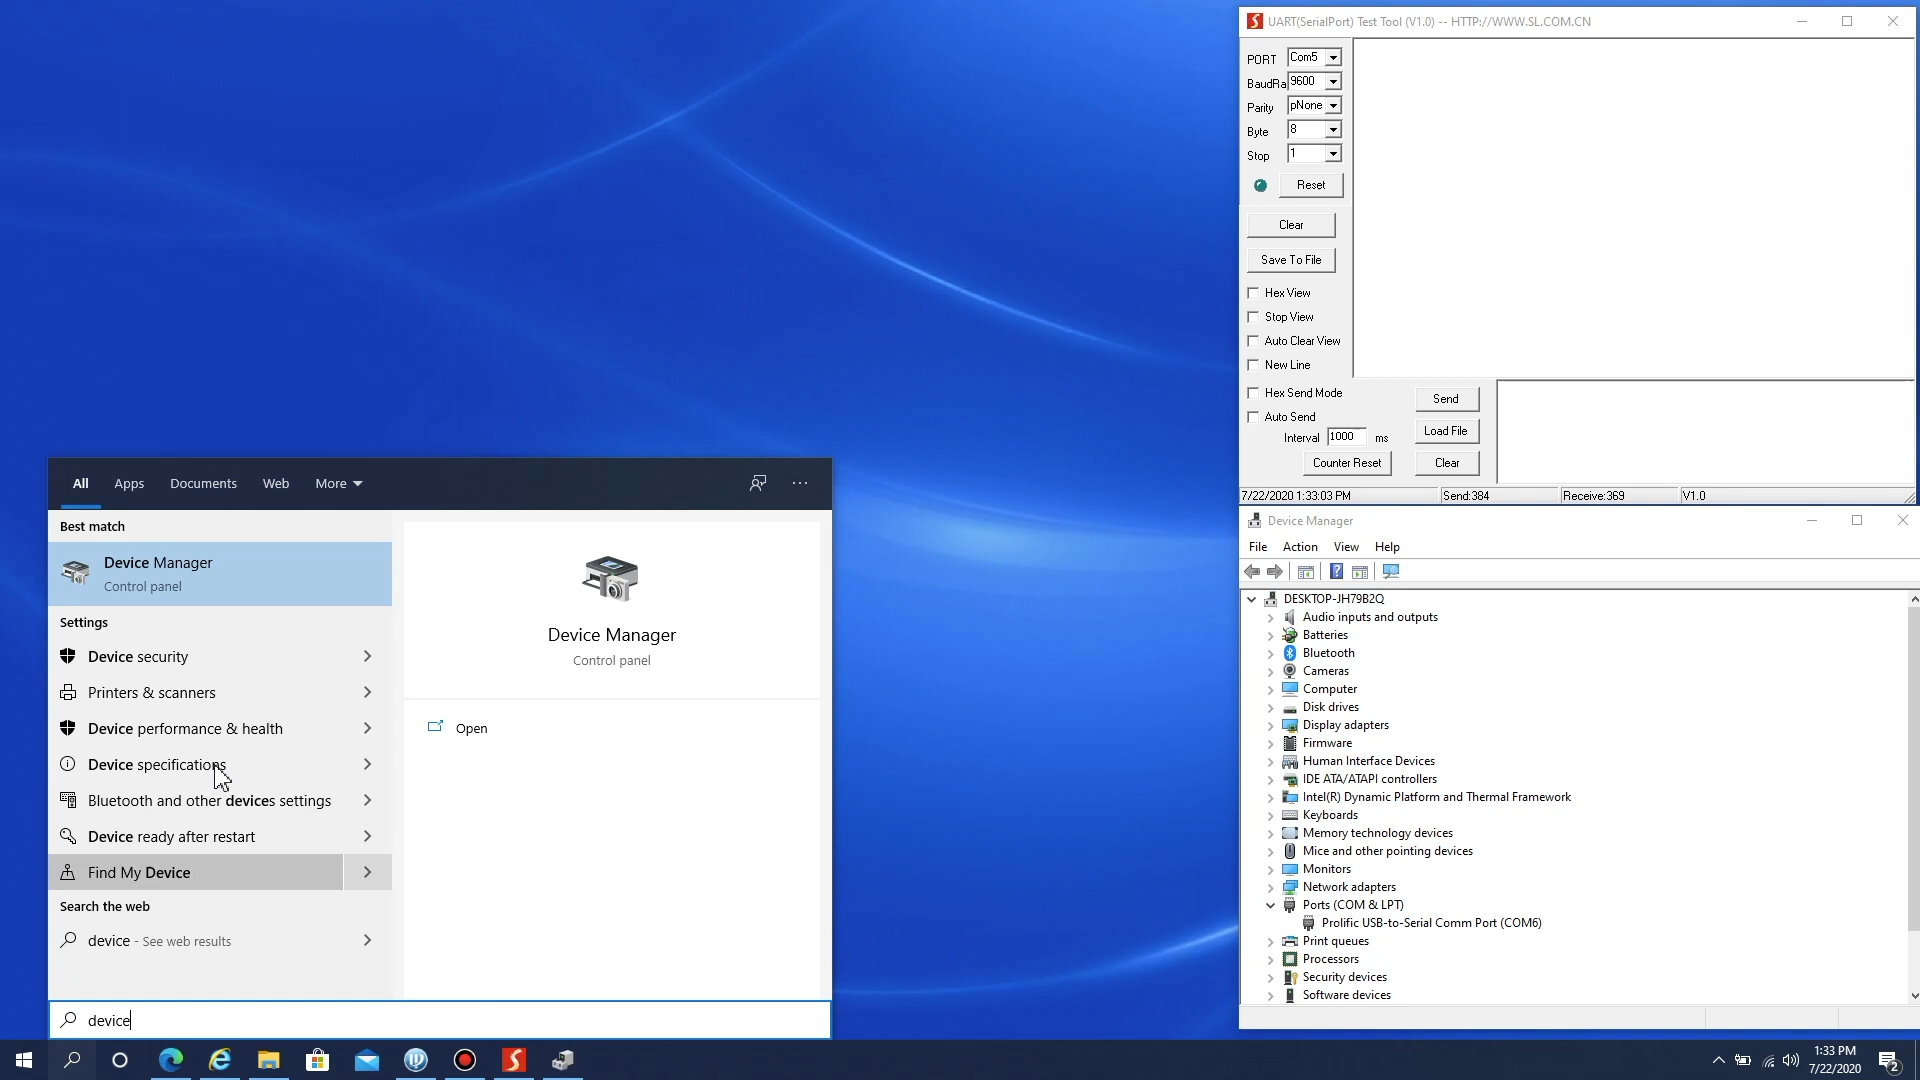 UART(SerialPort) Test Tool (V1.0) -- HTTP://WWW.SL.COM.CN
PORT Com5
BaudRa 9600
Parity pNone
Byte 8
Stop 1
Reset
Clear
Save To File
Hex View
Stop View
Auto Clear View
New Line
Hex Send Mode
Send
Auto Send
Load File
Interval 1000 ms
Counter Reset
Clear
7/22/2020 1:33:03 PM
Send:384
Receive:369
V1.0
Device Manager
File Action View Help
DESKTOP-JH79B2Q
Audio inputs and outputs
Batteries
Bluetooth
Cameras
Computer
Disk drives
Display adapters
Firmware
Human Interface Devices
IDE ATA/ATAPI controllers
Intel(R) Dynamic Platform and Thermal Framework
Keyboards
Memory technology devices
Mice and other pointing devices
Monitors
Network adapters
Ports (COM & LPT)
Prolific USB-to-Serial Comm Port (COM6)
Print queues
Processors
Security devices
Software devices
All Apps Documents Web More
Best match
Device Manager
Control panel
Settings
Device security
Printers & scanners
Device performance & health
Device specifications
Bluetooth and other devices settings
Device ready after restart
Find My Device
Search the web
device - See web results
Device Manager
Control panel
Open
device
1:33 PM
7/22/2020
2